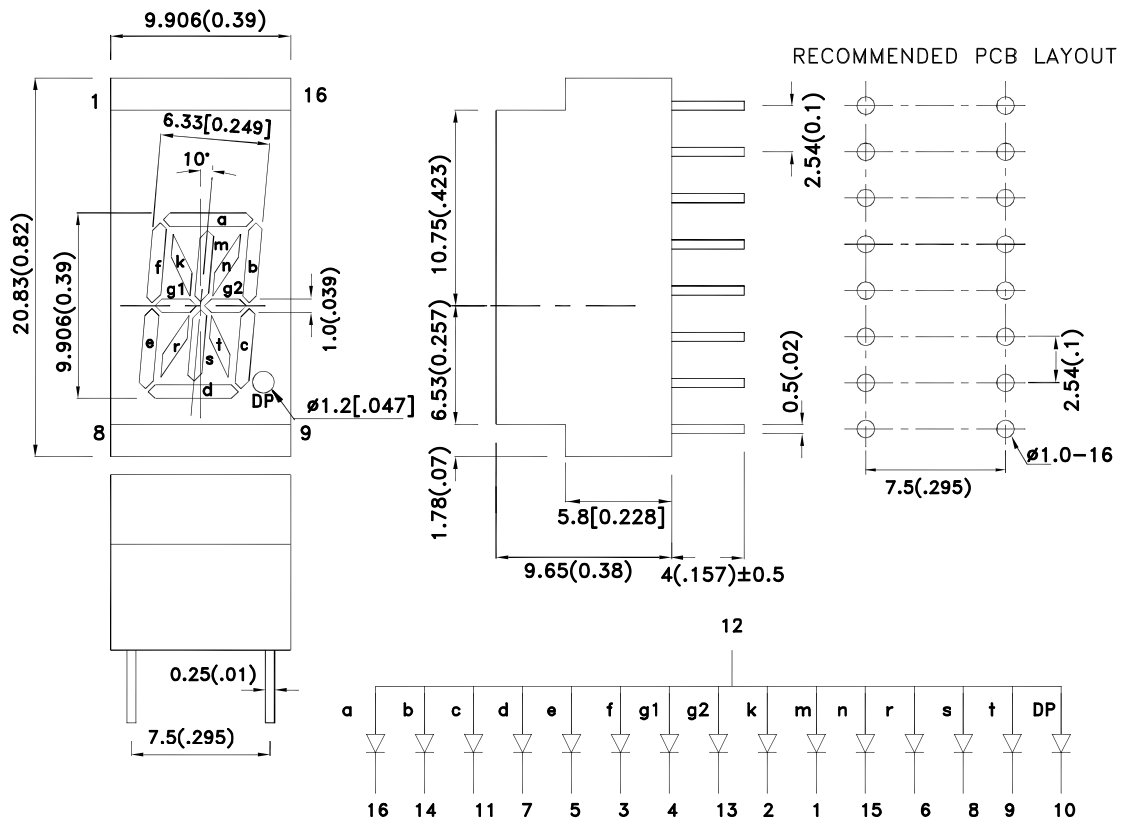 9.906(0.39)
RECOMMENDED PCB LAYOUT
1
16
6.33[0.249]
10°
20.83(0.82)
9.906(0.39)
a
m
f
k
n
b
g1
g2
1.0(.039)
e
r
s
t
c
d
DP
ø1.2[.047]
8
9
10.75(.423)
6.53(0.257)
1.78(.07)
2.54(0.1)
0.5(.02)
2.54(.1)
ø1.0-16
7.5(.295)
5.8[0.228]
9.65(0.38)
4(.157)±0.5
0.25(.01)
7.5(.295)
12
a b c d e f g1 g2 k m n r s t DP
16 14 11 7 5 3 4 13 2 1 15 6 8 9 10